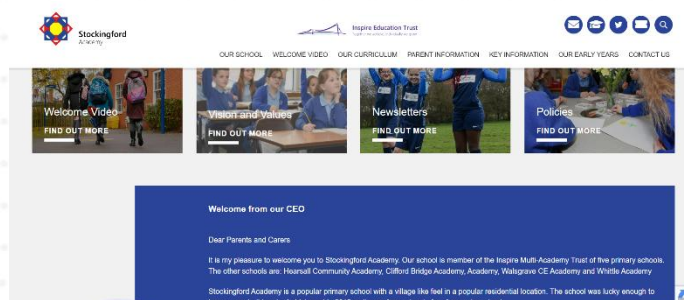 Stockingford
Academy
Inspire Education Trust
OUR SCHOOL WELCOME VIDEO OUR CURRICULUM PARENT INFORMATION KEY INFORMATION OUR EARLY YEARS CONTACT US
Welcome Video
FIND OUT MORE
Vision and Values
FIND OUT MORE
Newsletters
FIND OUT MORE
Policies
FIND OUT MORE
Welcome from our CEO
Dear Parents and Carers
It is my pleasure to welcome you to Stockingford Academy. Our school is member of the Inspire Multi-Academy Trust of five primary schools.
The other schools are: Hearsall Community Academy, Clifford Bridge Academy, Academy, Walsgrave CE Academy and Whittle Academy
Stockingford Academy is a popular primary school with a village like feel in a popular residential location. The school was lucky enough to